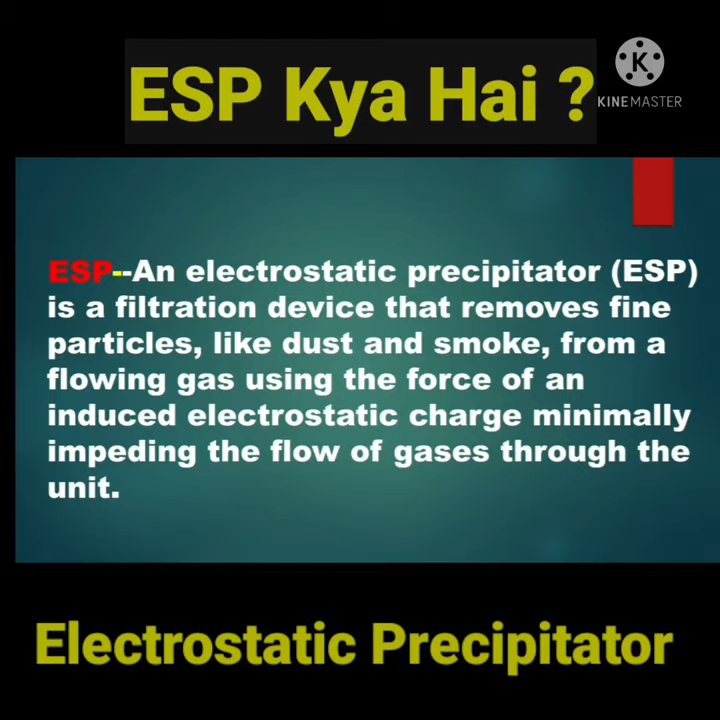 ESP Kya Hai ?
KINEMASTER
ESP--An electrostatic precipitator (ESP)
is a filtration device that removes fine
particles, like dust and smoke, from a
flowing gas using the force of an
induced electrostatic charge minimally
impeding the flow of gases through the
unit.
Electrostatic Precipitator